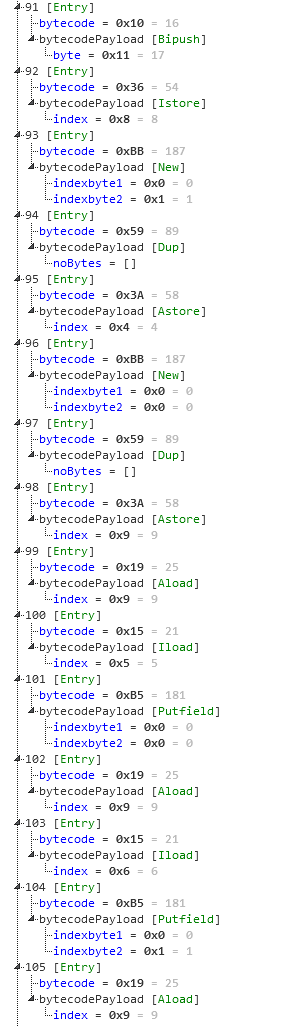 91 [Entry]
bytecode = 0x10 = 16
bytecodePayload [Bipush]
byte = 0x11 = 17
92 [Entry]
bytecode = 0x36 = 54
bytecodePayload [Istore]
index = 0x8 = 8
93 [Entry]
bytecode = 0xBB = 187
bytecodePayload [New]
indexbyte1 = 0x0 = 0
indexbyte2 = 0x1 = 1
94 [Entry]
bytecode = 0x59 = 89
bytecodePayload [Dup]
noBytes = []
95 [Entry]
bytecode = 0x3A = 58
bytecodePayload [Astore]
index = 0x4 = 4
96 [Entry]
bytecode = 0xBB = 187
bytecodePayload [New]
indexbyte1 = 0x0 = 0
indexbyte2 = 0x0 = 0
97 [Entry]
bytecode = 0x59 = 89
bytecodePayload [Dup]
noBytes = []
98 [Entry]
bytecode = 0x3A = 58
bytecodePayload [Astore]
index = 0x9 = 9
99 [Entry]
bytecode = 0x19 = 25
bytecodePayload [Aload]
index = 0x9 = 9
100 [Entry]
bytecode = 0x15 = 21
bytecodePayload [Iload]
index = 0x5 = 5
101 [Entry]
bytecode = 0xB5 = 181
bytecodePayload [Putfield]
indexbyte1 = 0x0 = 0
indexbyte2 = 0x0 = 0
102 [Entry]
bytecode = 0x19 = 25
bytecodePayload [Aload]
index = 0x9 = 9
103 [Entry]
bytecode = 0x15 = 21
bytecodePayload [Iload]
index = 0x6 = 6
104 [Entry]
bytecode = 0xB5 = 181
bytecodePayload [Putfield]
indexbyte1 = 0x0 = 0
indexbyte2 = 0x1 = 1
105 [Entry]
bytecode = 0x19 = 25
bytecodePayload [Aload]
index = 0x9 = 9